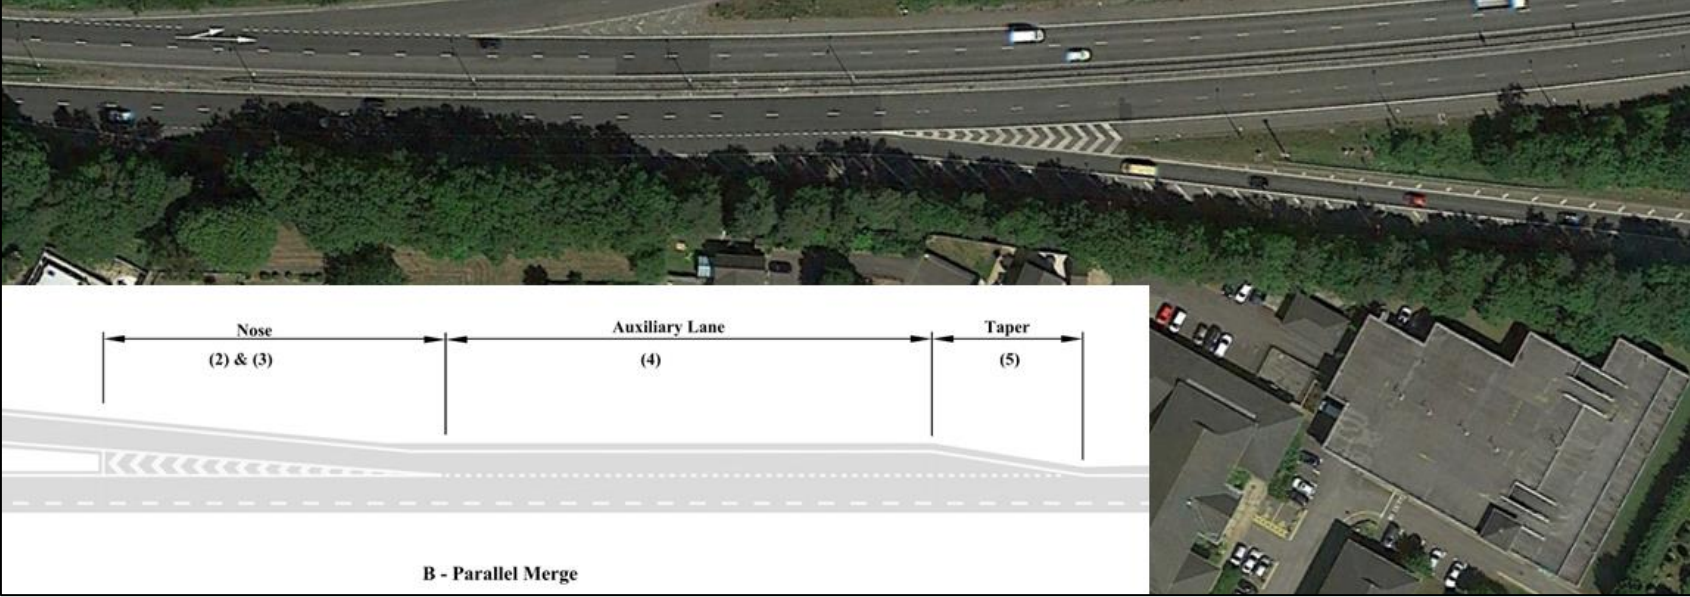 Nose
Auxiliary Lane
Taper
(2) & (3)
(4)
(5)
B - Parallel Merge